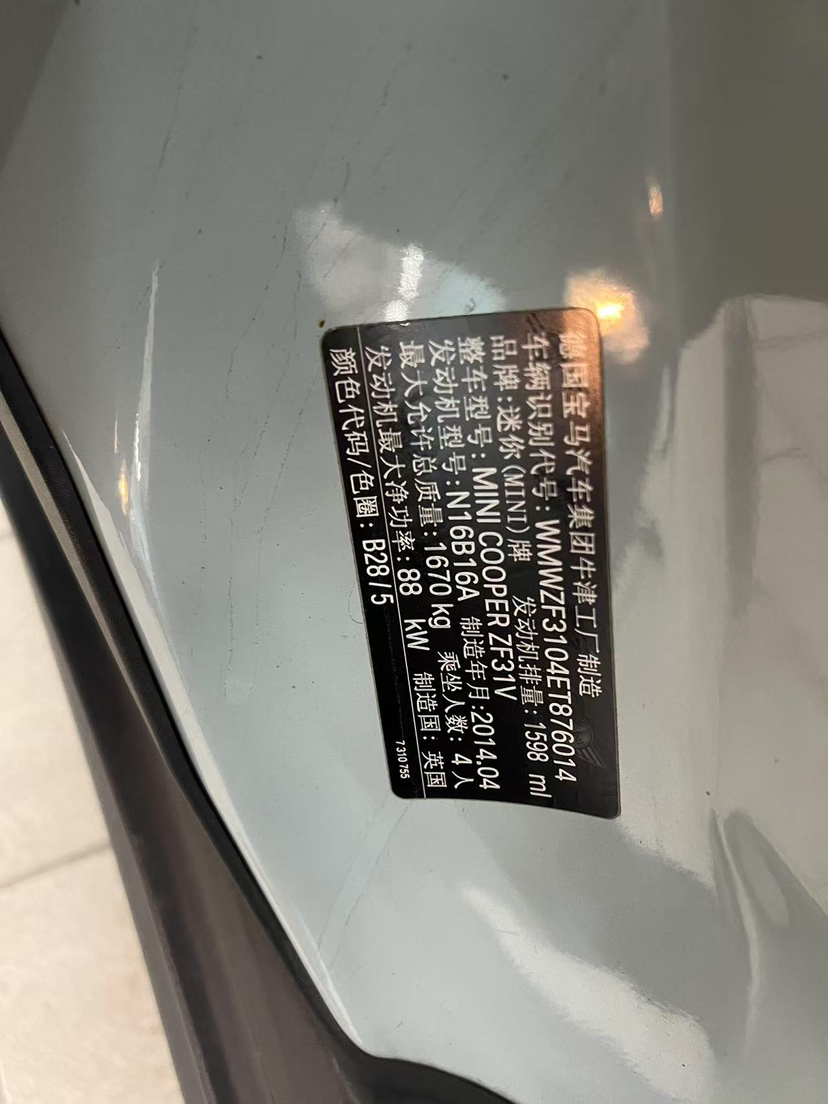 德国宝马汽车集团牛津工厂制造
车辆识别代号: WMWZF3104ET876014
品牌:迷你(MINI)牌 发动机排量: 1598 ml
整车型号: MINI COOPER ZF31V
发动机型号:N16B16A 制造年月:2014.04
最大允许总质量:1670 kg 乘坐人数: 4人
发动机最大净功率:88 kW 制造国: 英国
颜色代码/色圈: B28/5 7310755